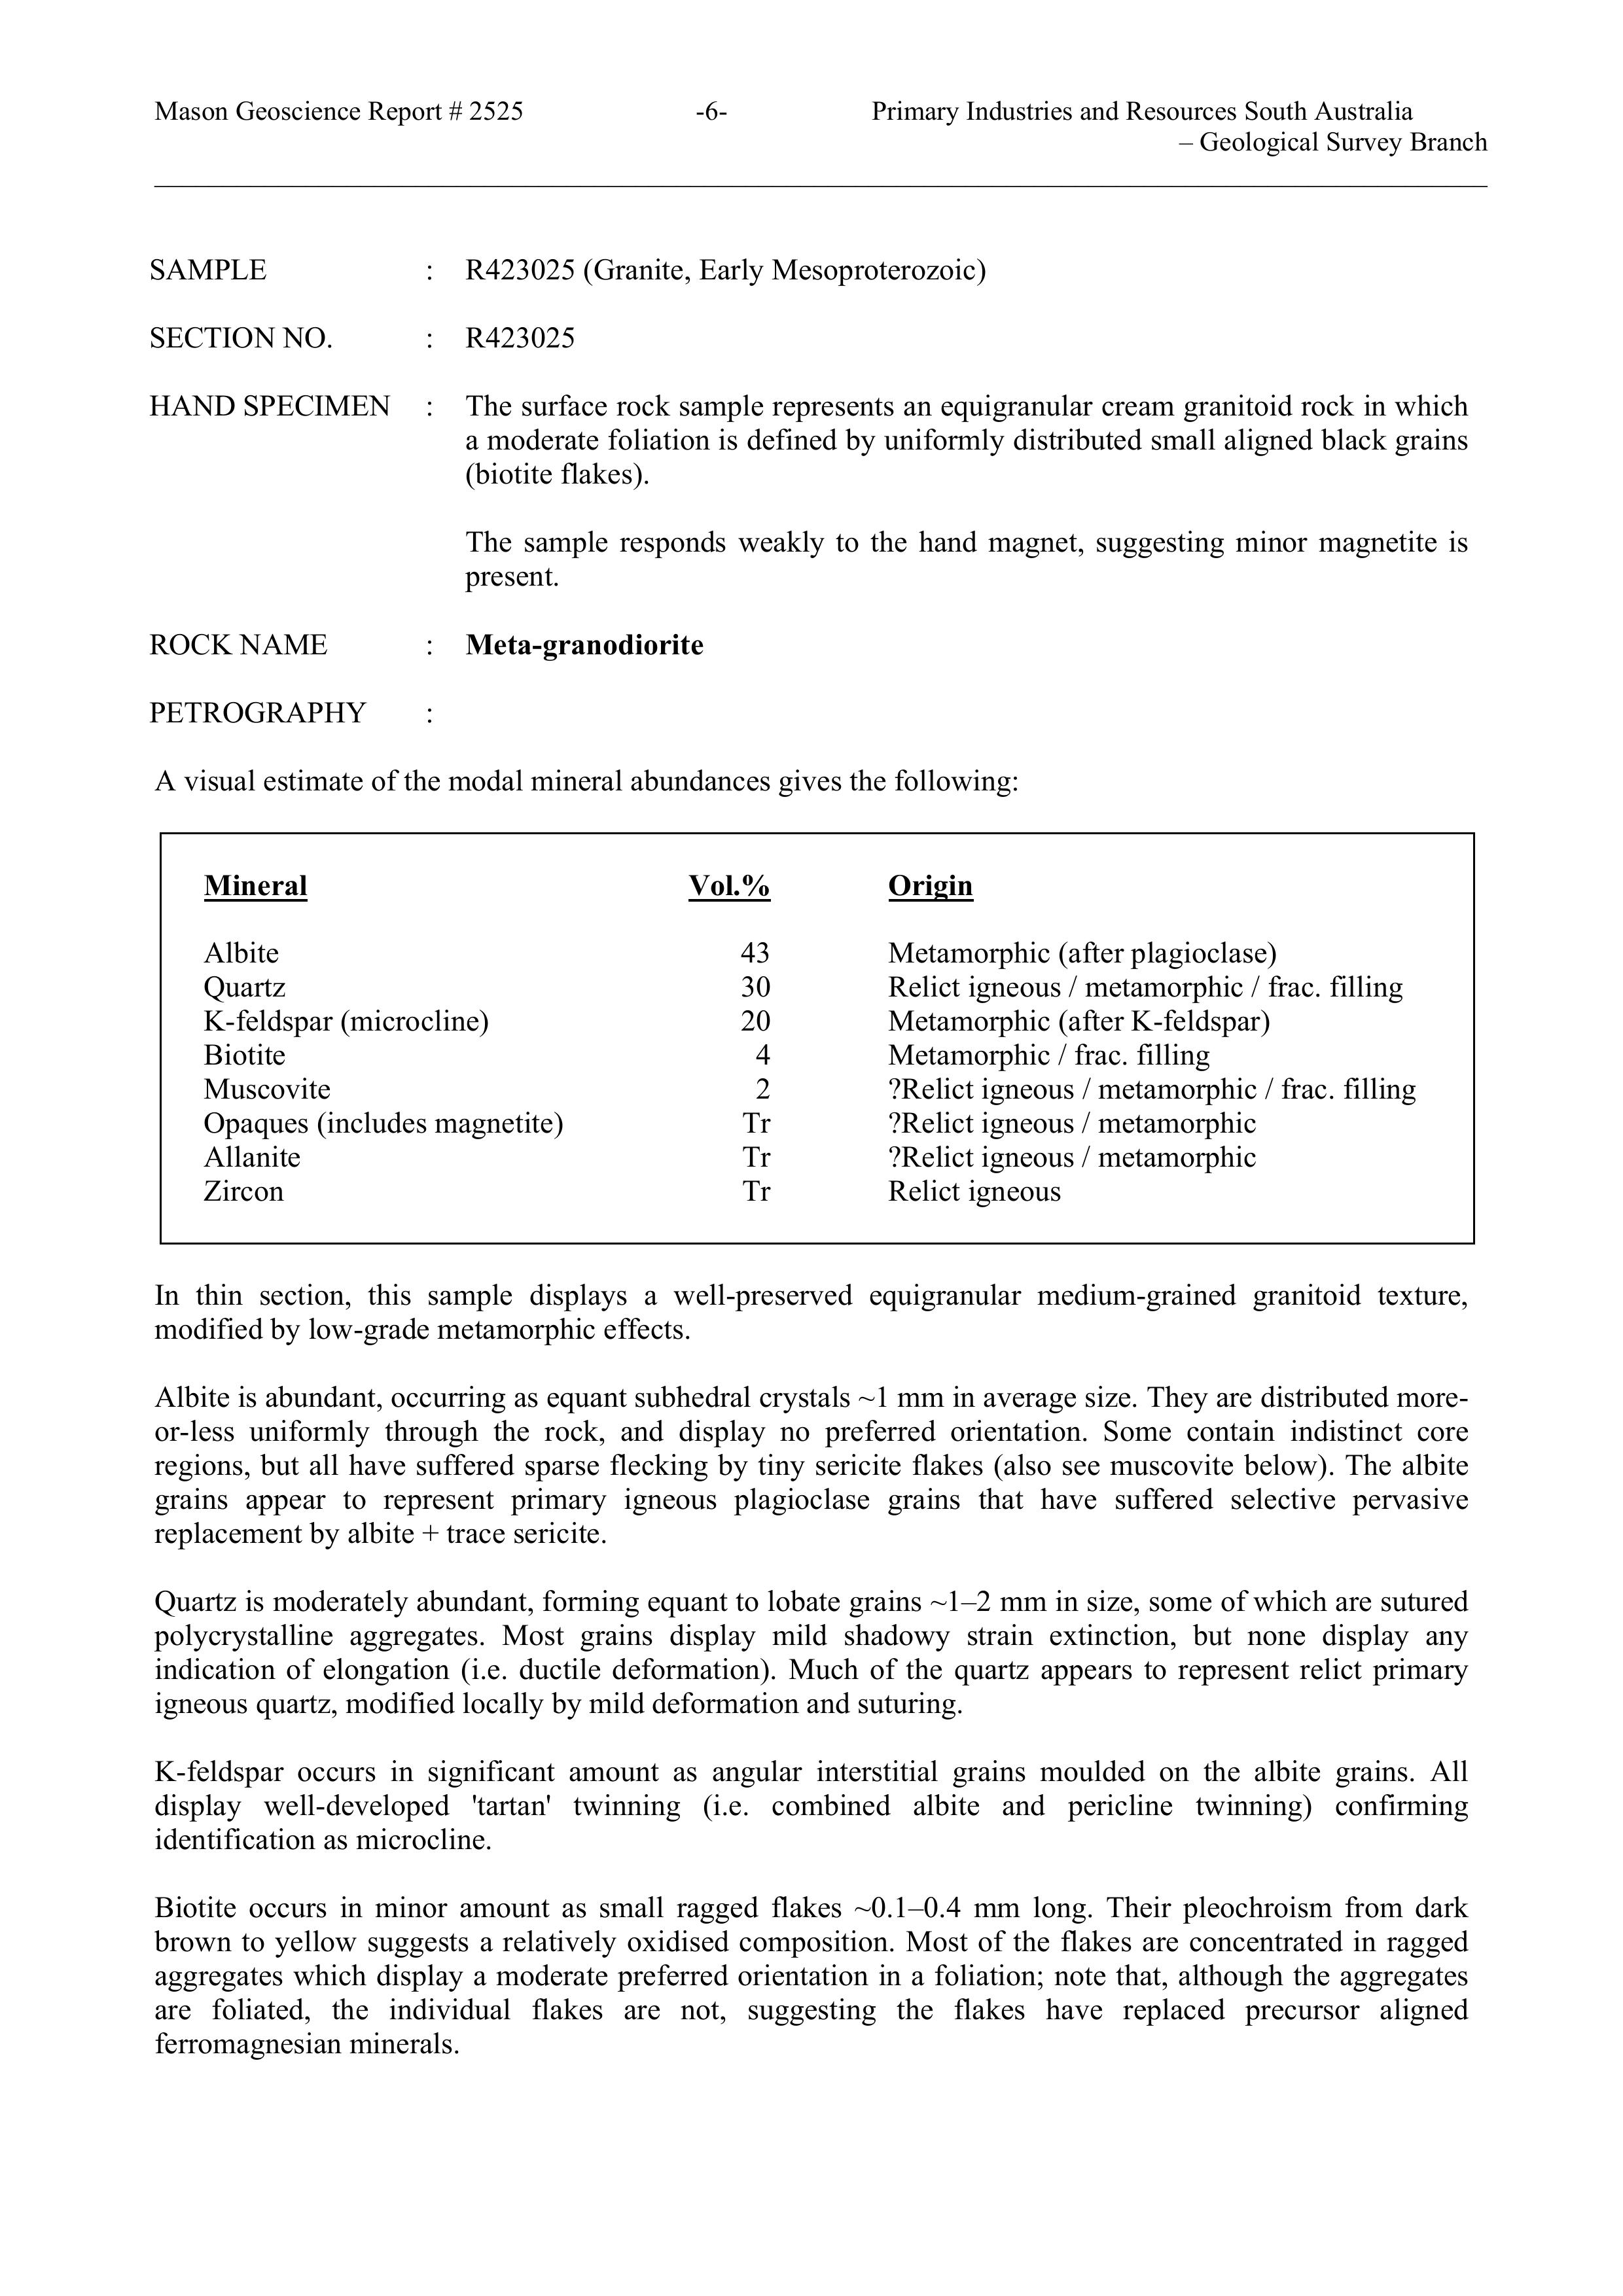 Mason Geoscience Report # 2525 -6- Primary Industries and Resources South Australia
– Geological Survey Branch
SAMPLE : R423025 (Granite, Early Mesoproterozoic)
SECTION NO. : R423025
HAND SPECIMEN : The surface rock sample represents an equigranular cream granitoid rock in which
a moderate foliation is defined by uniformly distributed small aligned black grains
(biotite flakes).
The sample responds weakly to the hand magnet, suggesting minor magnetite is
present.
ROCK NAME : Meta-granodiorite
PETROGRAPHY :
A visual estimate of the modal mineral abundances gives the following:
Mineral Vol.% Origin
Albite 43 Metamorphic (after plagioclase)
Quartz 30 Relict igneous / metamorphic / frac. filling
K-feldspar (microcline) 20 Metamorphic (after K-feldspar)
Biotite 4 Metamorphic / frac. filling
Muscovite 2 ?Relict igneous / metamorphic / frac. filling
Opaques (includes magnetite) Tr ?Relict igneous / metamorphic
Allanite Tr ?Relict igneous / metamorphic
Zircon Tr Relict igneous
In thin section, this sample displays a well-preserved equigranular medium-grained granitoid texture,
modified by low-grade metamorphic effects.
Albite is abundant, occurring as equant subhedral crystals ~1 mm in average size. They are distributed more-
or-less uniformly through the rock, and display no preferred orientation. Some contain indistinct core
regions, but all have suffered sparse flecking by tiny sericite flakes (also see muscovite below). The albite
grains appear to represent primary igneous plagioclase grains that have suffered selective pervasive
replacement by albite + trace sericite.
Quartz is moderately abundant, forming equant to lobate grains ~1–2 mm in size, some of which are sutured
polycrystalline aggregates. Most grains display mild shadowy strain extinction, but none display any
indication of elongation (i.e. ductile deformation). Much of the quartz appears to represent relict primary
igneous quartz, modified locally by mild deformation and suturing.
K-feldspar occurs in significant amount as angular interstitial grains moulded on the albite grains. All
display well-developed 'tartan' twinning (i.e. combined albite and pericline twinning) confirming
identification as microcline.
Biotite occurs in minor amount as small ragged flakes ~0.1–0.4 mm long. Their pleochroism from dark
brown to yellow suggests a relatively oxidised composition. Most of the flakes are concentrated in ragged
aggregates which display a moderate preferred orientation in a foliation; note that, although the aggregates
are foliated, the individual flakes are not, suggesting the flakes have replaced precursor aligned
ferromagnesian minerals.